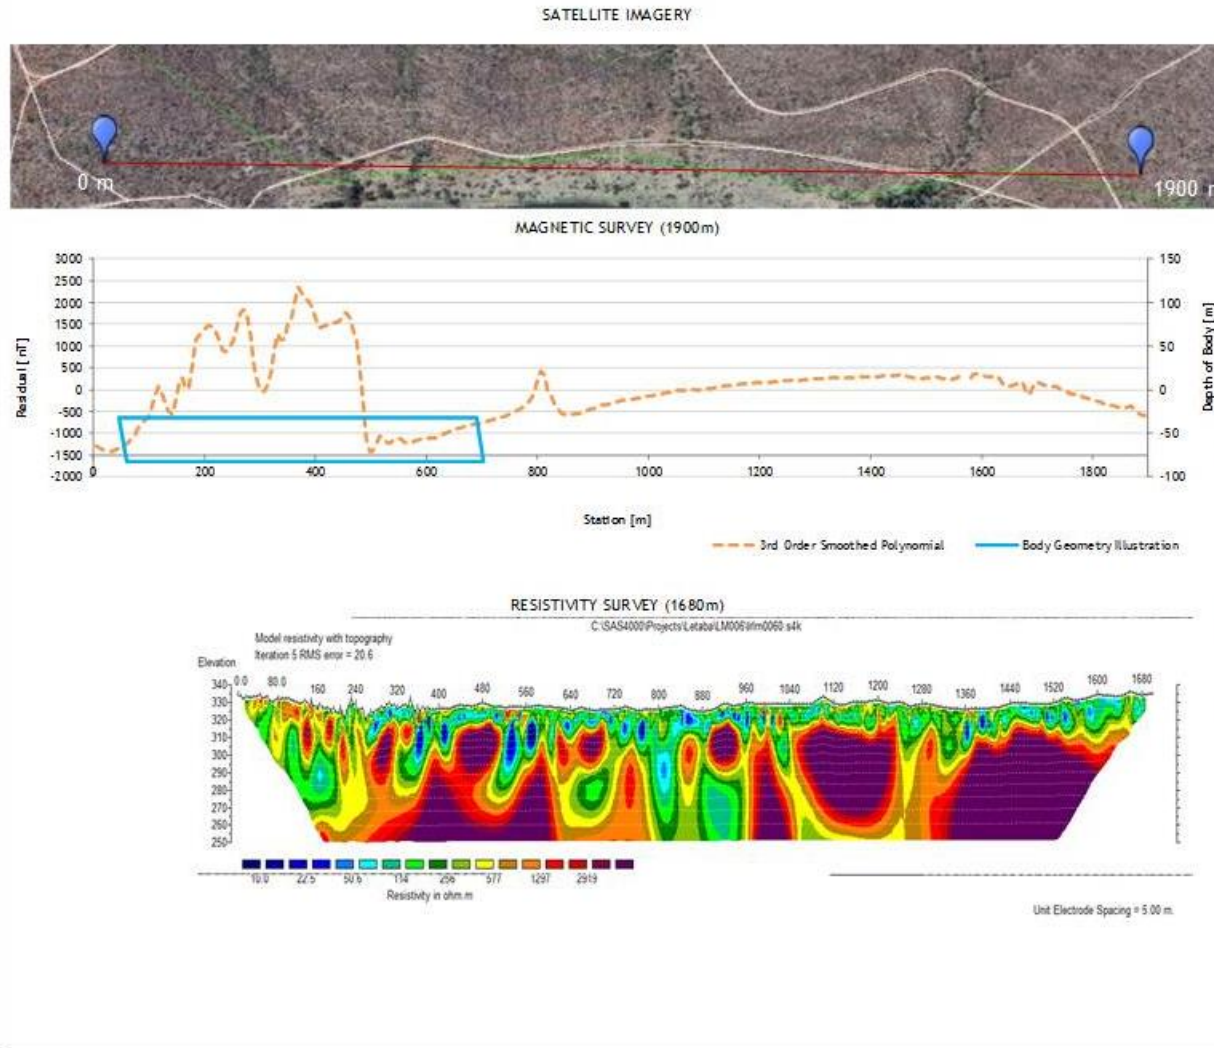 SATELLITE IMAGERY
0 m
1900 m
MAGNETIC SURVEY (1900m)
3000
2500
2000
1500
1000
500
0
-500
-1000
-1500
-2000
Residual [nT]
150
100
50
0
-50
-100
Depth of Body [m]
0 200 400 600 800 1000 1200 1400 1600 1800
Station [m]
3rd Order Smoothed Polynomial
Body Geometry Illustration
RESISTIVITY SURVEY (1680m)
Model resistivity with topography
Iteration 5 RMS error = 20.6
Elevation
0.0 80.0 160 240 320 400 480 560 640 720 800 880 960 1040 1120 1200 1280 1360 1440 1520 1600 1680
340
330
320
310
300
290
280
270
260
250
10.0 22.5 50.6 114 256 577 1297 2919
Resistivity in ohm.m
Unit Electrode Spacing = 5.00 m.